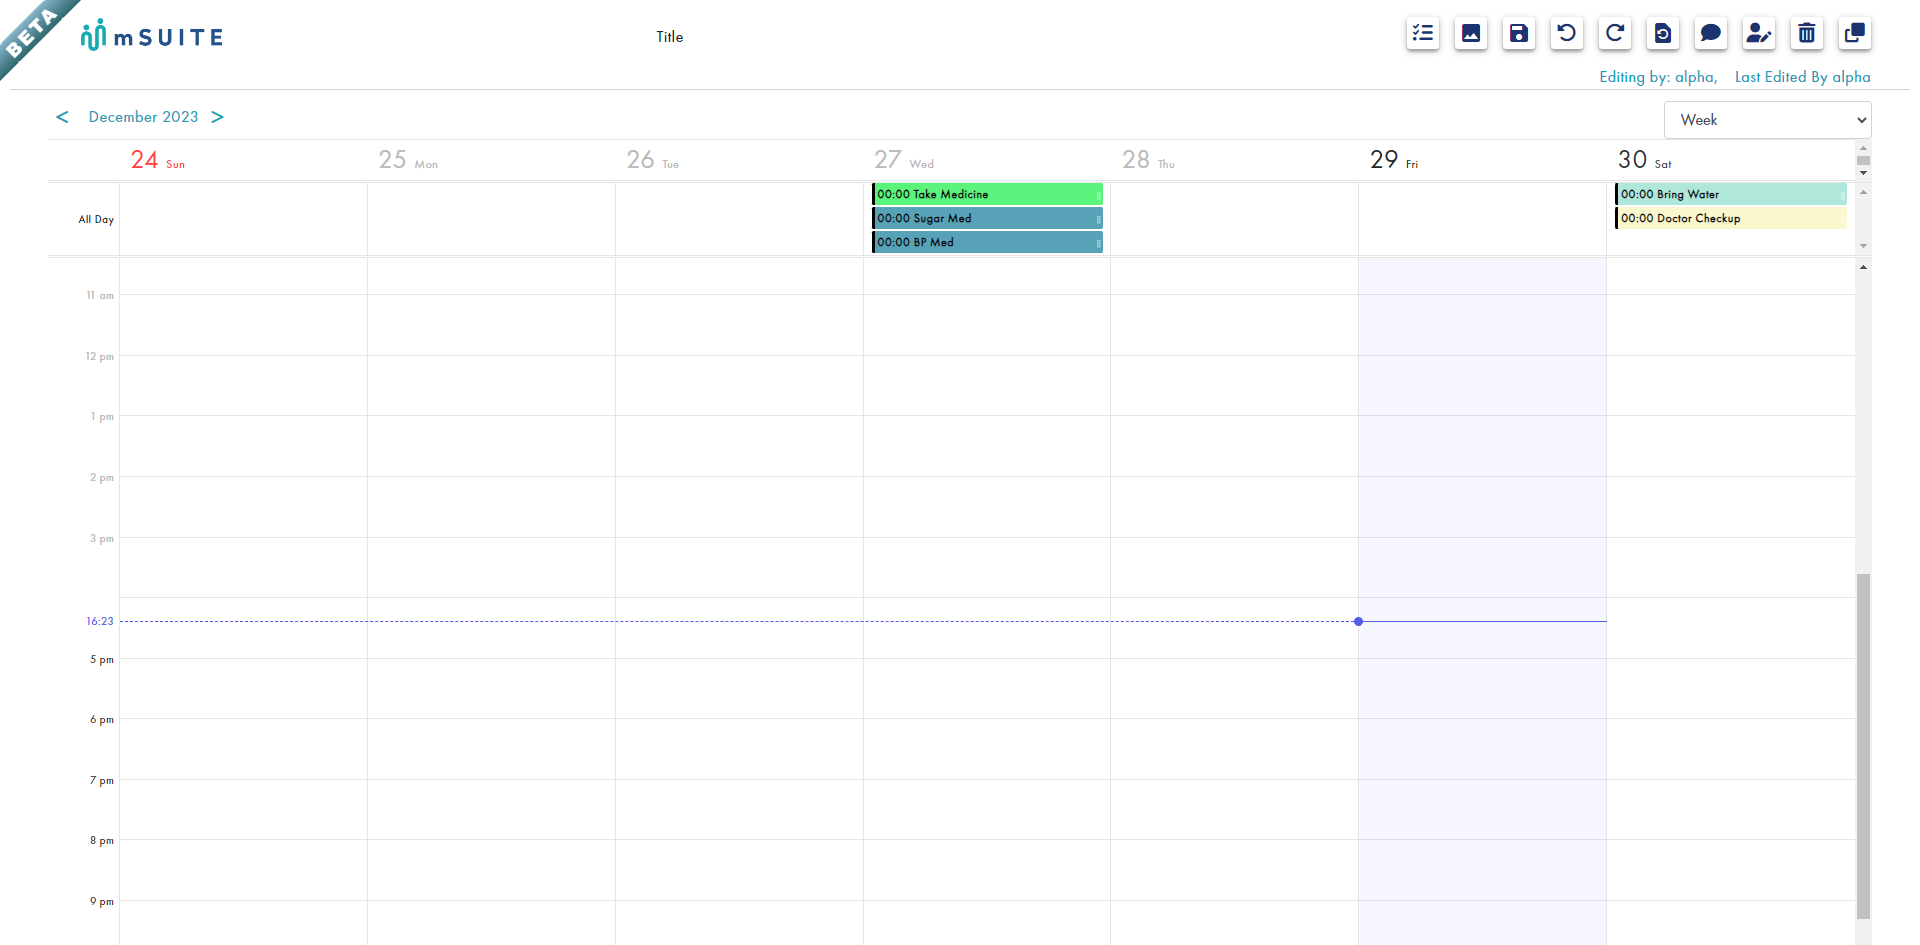 BETA
mSUITE
Title
Editing by: alpha, Last Edited By alpha
< December 2023 >
Week
24 Sun 25 Mon 26 Tue 27 Wed 28 Thu 29 Fri 30 Sat
All Day
00:00 Take Medicine
00:00 Sugar Med
00:00 BP Med
00:00 Bring Water
00:00 Doctor Checkup
11 am
12 pm
1 pm
2 pm
3 pm
16:23
5 pm
6 pm
7 pm
8 pm
9 pm